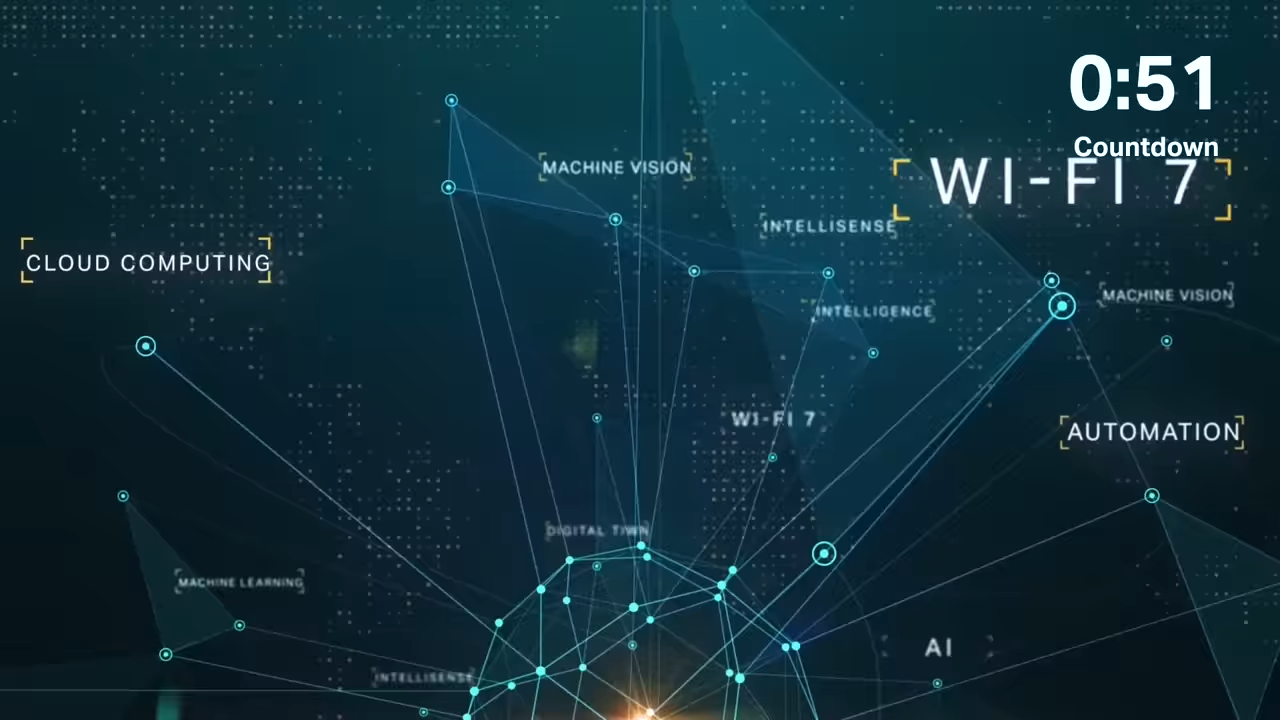 0:51
Countdown
WI-FI 7
MACHINE VISION
INTELLISENSE
CLOUD COMPUTING
MACHINE VISION
INTELLIGENCE
WI-FI 7
AUTOMATION
DIGITAL TIWN
MACHINE LEARNING
AI
INTELLISENSE